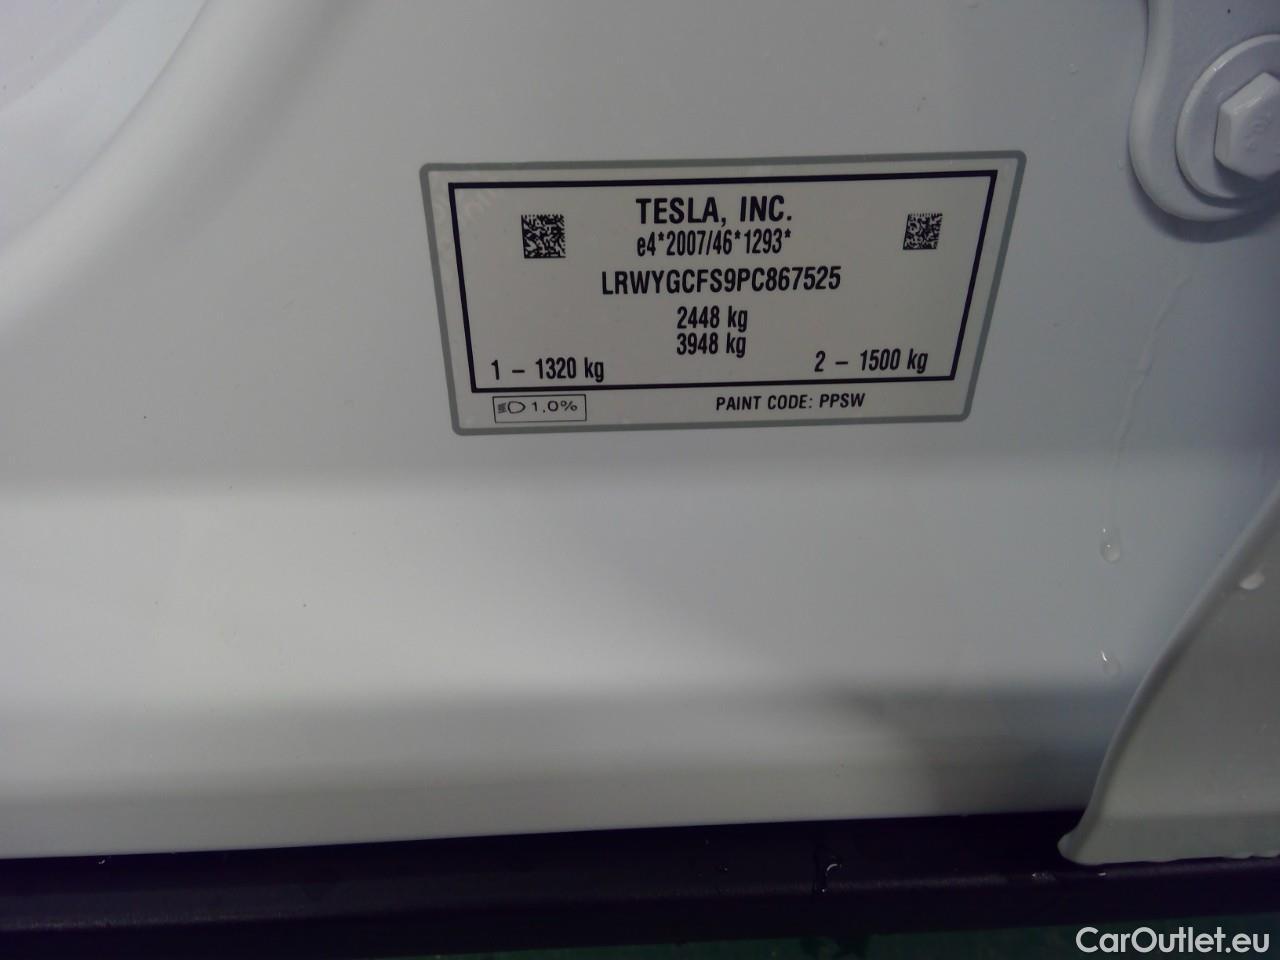 TESLA, INC.
e4*2007/46*1293*
LRWYGCFS9PC867525
2448 kg
3948 kg
1 – 1320 kg
2 – 1500 kg
1,0%
PAINT CODE: PPSW
CarOutlet.eu